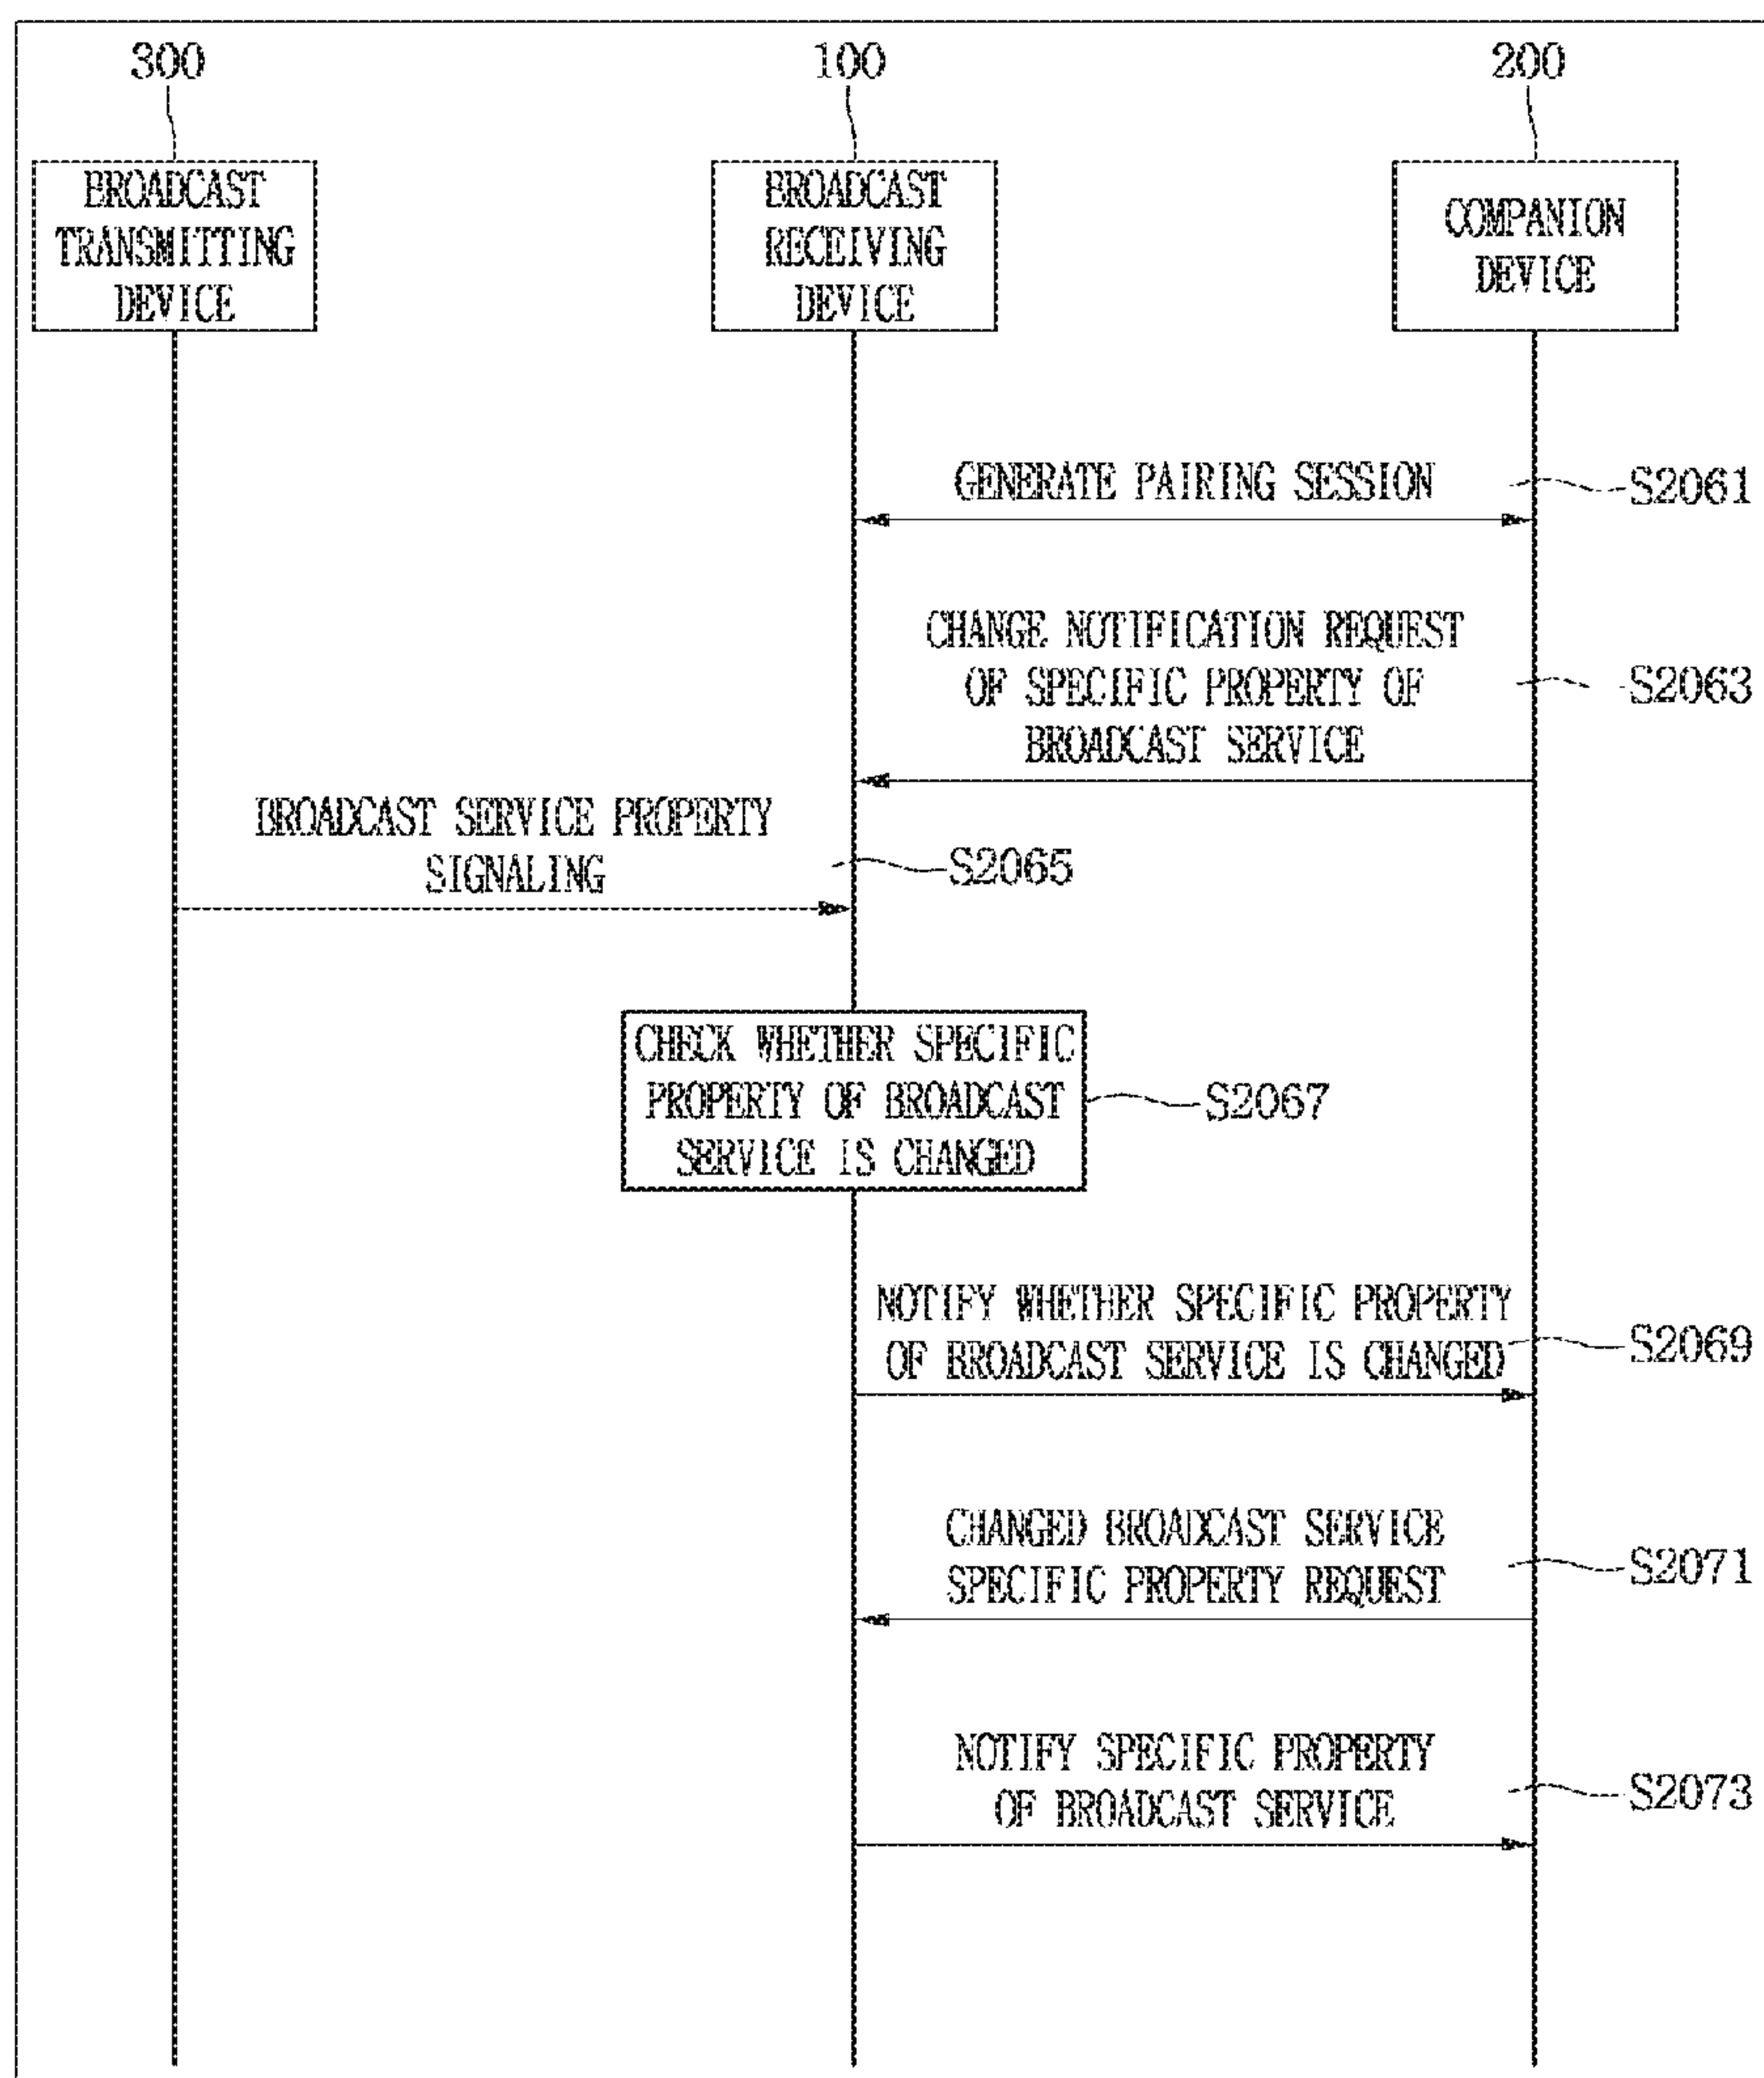 300
100
200
BROADCAST
TRANSMITTING
DEVICE
BROADCAST
RECEIVING
DEVICE
COMPANION
DEVICE
GENERATE PAIRING SESSION
S2061
CHANGE NOTIFICATION REQUEST
OF SPECIFIC PROPERTY OF
BROADCAST SERVICE
S2063
BROADCAST SERVICE PROPERTY
SIGNALING
S2065
CHECK WHETHER SPECIFIC
PROPERTY OF BROADCAST
SERVICE IS CHANGED
S2067
NOTIFY WHETHER SPECIFIC PROPERTY
OF BROADCAST SERVICE IS CHANGED
S2069
CHANGED BROADCAST SERVICE
SPECIFIC PROPERTY REQUEST
S2071
NOTIFY SPECIFIC PROPERTY
OF BROADCAST SERVICE
S2073